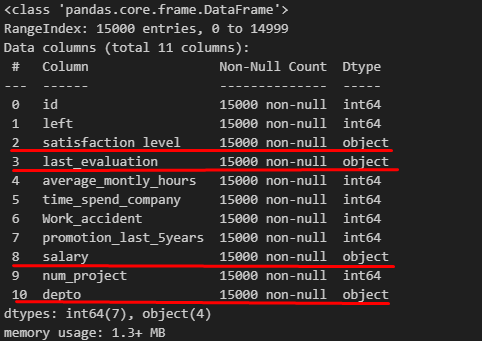 <class 'pandas.core.frame.DataFrame'>
RangeIndex: 15000 entries, 0 to 14999
Data columns (total 11 columns):
 #   Column                 Non-Null Count  Dtype
---  ------                 --------------  -----
 0   id                     15000 non-null  int64
 1   left                   15000 non-null  int64
 2   satisfaction_level     15000 non-null  object
 3   last_evaluation        15000 non-null  object
 4   average_montly_hours   15000 non-null  int64
 5   time_spend_company     15000 non-null  int64
 6   Work_accident          15000 non-null  int64
 7   promotion_last_5years  15000 non-null  int64
 8   salary                 15000 non-null  object
 9   num_project            15000 non-null  int64
 10  depto                  15000 non-null  object
dtypes: int64(7), object(4)
memory usage: 1.3+ MB